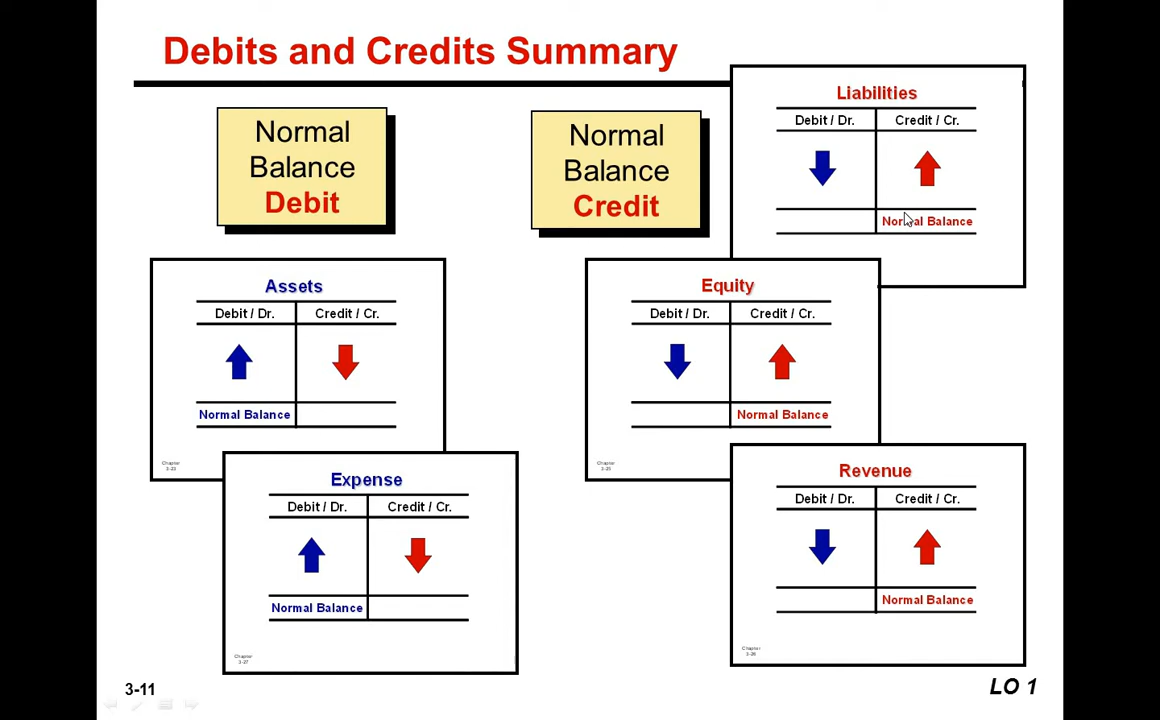 Debits and Credits Summary
Normal
Balance
Debit
Normal
Balance
Credit
Liabilities
Debit / Dr. Credit / Cr.
Normal Balance
Assets
Debit / Dr. Credit / Cr.
Normal Balance
Chapter
3-23
Expense
Debit / Dr. Credit / Cr.
Normal Balance
Chapter
3-27
Equity
Debit / Dr. Credit / Cr.
Normal Balance
Chapter
3-25
Revenue
Debit / Dr. Credit / Cr.
Normal Balance
Chapter
3-26
3-11
LO 1